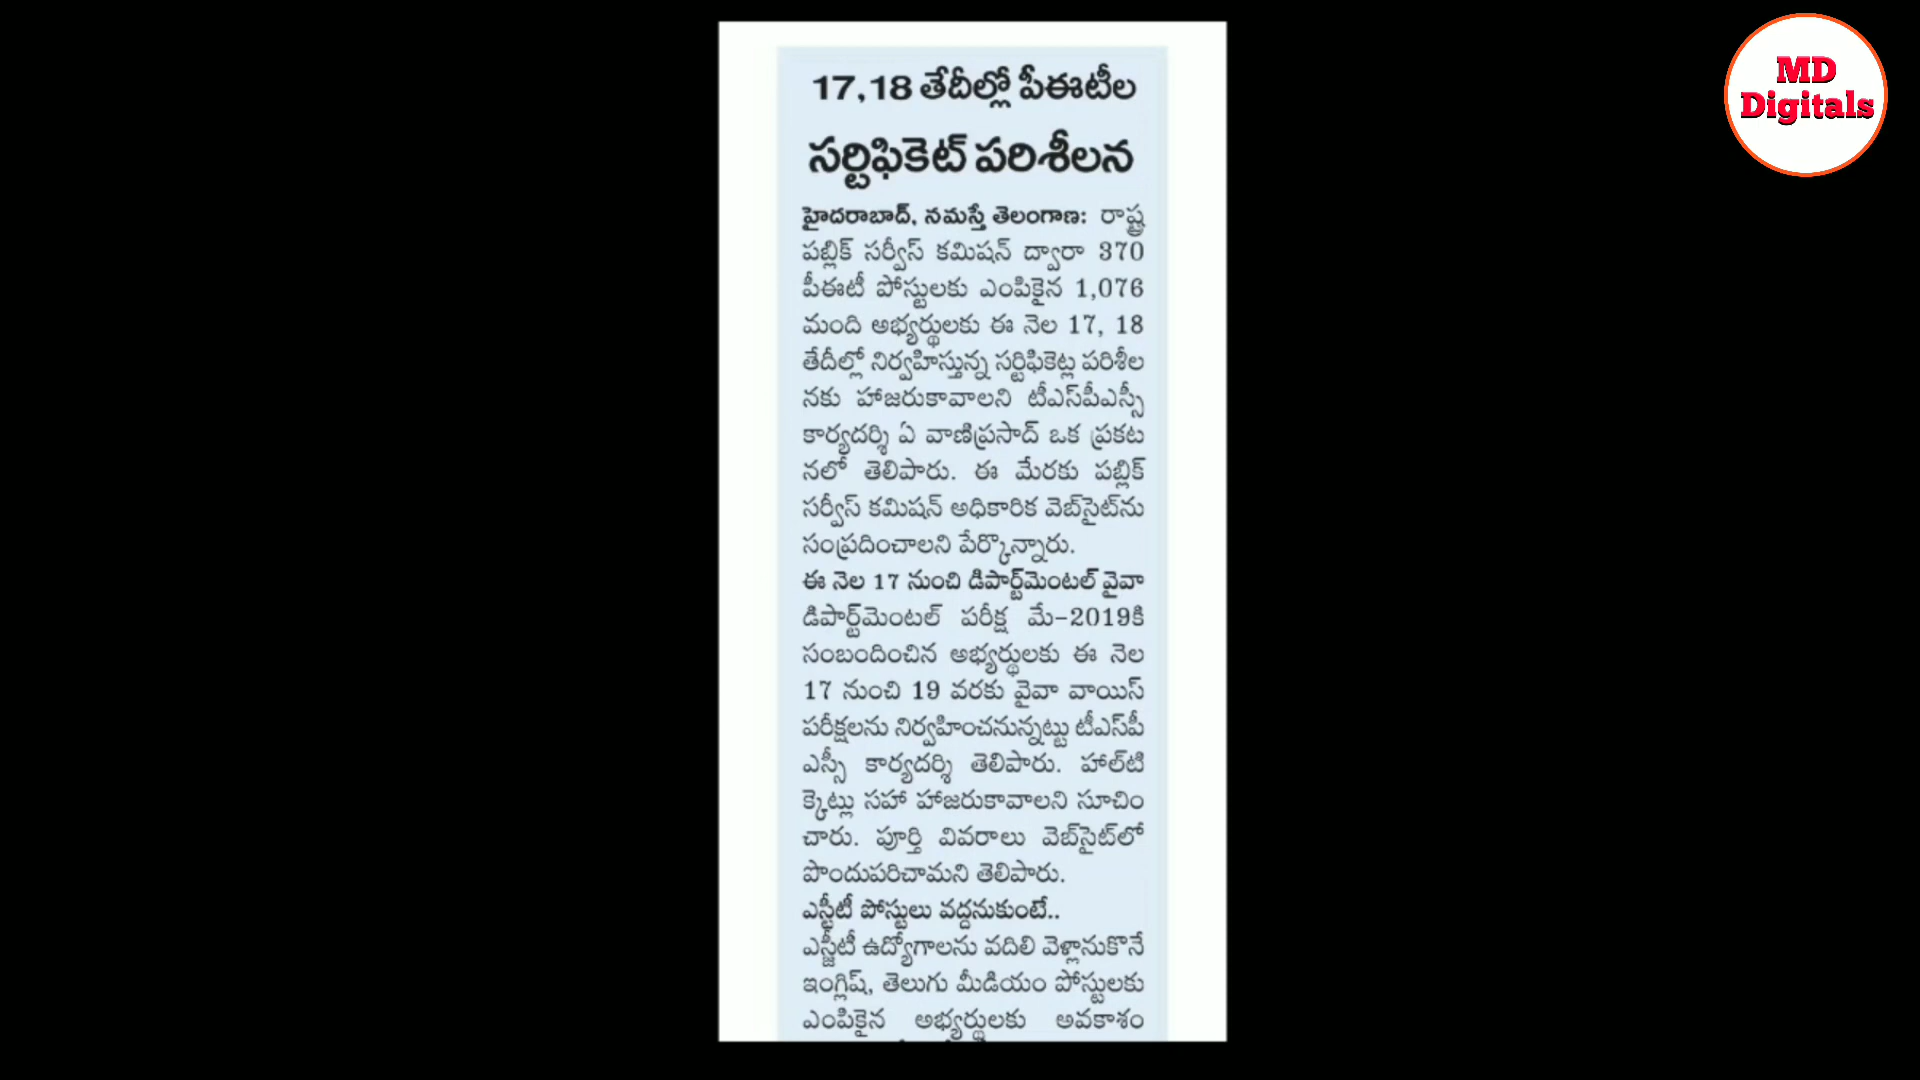 17,18 తేదీల్లో పీఈటీల
సర్టిఫికెట్ పరిశీలన
హైదరాబాద్, నమస్తే తెలంగాణ: రాష్ట్ర
పబ్లిక్ సర్వీస్ కమిషన్ ద్వారా 370
పీఈటీ పోస్టులకు ఎంపికైన 1,076
మంది అభ్యర్థులకు ఈ నెల 17, 18
తేదీల్లో నిర్వహిస్తున్న సర్టిఫికెట్ల పరిశీల
నకు హాజరుకావాలని టీఎస్‌పీఎస్సీ
కార్యదర్శి ఏ వాణిప్రసాద్ ఒక ప్రకట
నలో తెలిపారు. ఈ మేరకు పబ్లిక్
సర్వీస్ కమిషన్ అధికారిక వెబ్‌సైట్‌ను
సంప్రదించాలని పేర్కొన్నారు.
ఈ నెల 17 నుంచి డిపార్ట్‌మెంటల్ వైవా
డిపార్ట్‌మెంటల్ పరీక్ష మే-2019కి
సంబందించిన అభ్యర్థులకు ఈ నెల
17 నుంచి 19 వరకు వైవా వాయిస్
పరీక్షలను నిర్వహించనున్నట్టు టీఎస్‌పీ
ఎస్సీ కార్యదర్శి తెలిపారు. హాల్‌టి
క్కెట్లు సహా హాజరుకావాలని సూచిం
చారు. పూర్తి వివరాలు వెబ్‌సైట్‌లో
పొందుపరిచామని తెలిపారు.
ఎస్టీటీ పోస్టులు వద్దనుకుంటే..
ఎస్జీటీ ఉద్యోగాలను వదిలి వెళ్లానుకొనే
ఇంగ్లిష్, తెలుగు మీడియం పోస్టులకు
ఎంపికైన అభ్యర్థులకు అవకాశం
MD
Digitals